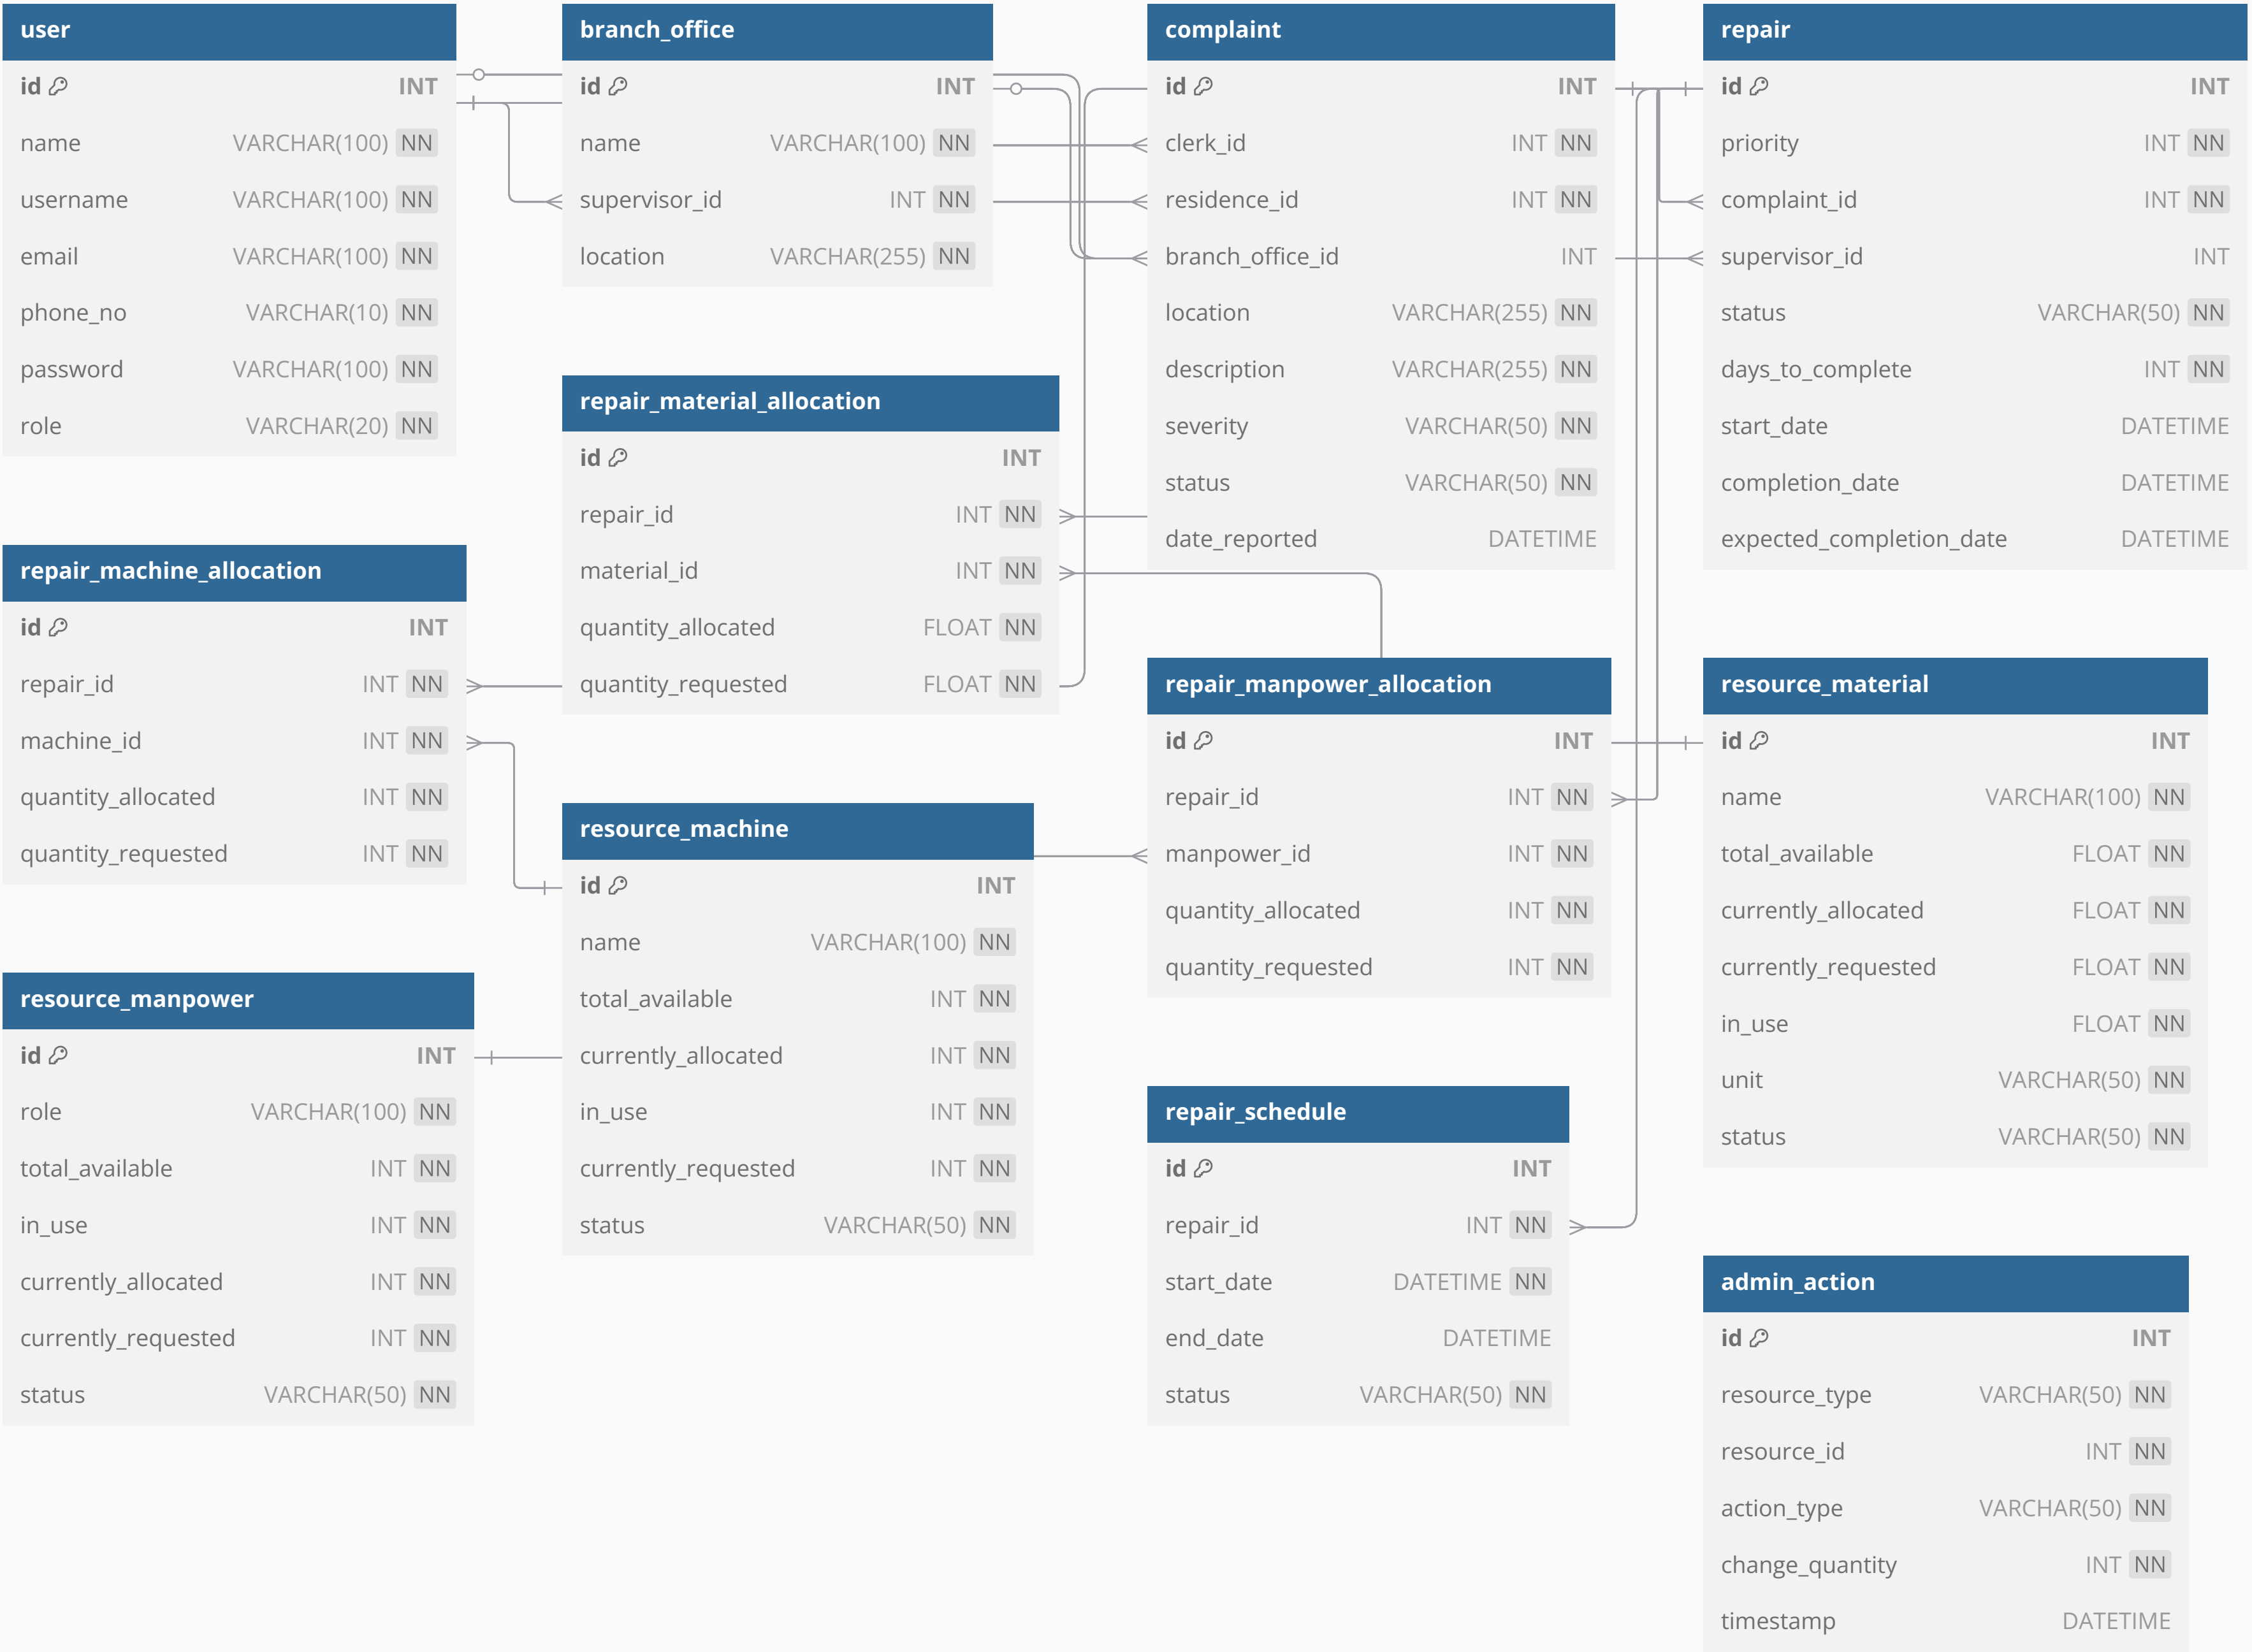 user
id INT
name VARCHAR(100) NN
username VARCHAR(100) NN
email VARCHAR(100) NN
phone_no VARCHAR(10) NN
password VARCHAR(100) NN
role VARCHAR(20) NN
branch_office
id INT
name VARCHAR(100) NN
supervisor_id INT NN
location VARCHAR(255) NN
complaint
id INT
clerk_id INT NN
residence_id INT NN
branch_office_id INT
location VARCHAR(255) NN
description VARCHAR(255) NN
severity VARCHAR(50) NN
status VARCHAR(50) NN
date_reported DATETIME
repair
id INT
priority INT NN
complaint_id INT NN
supervisor_id INT
status VARCHAR(50) NN
days_to_complete INT NN
start_date DATETIME
completion_date DATETIME
expected_completion_date DATETIME
repair_material_allocation
id INT
repair_id INT NN
material_id INT NN
quantity_allocated FLOAT NN
quantity_requested FLOAT NN
repair_machine_allocation
id INT
repair_id INT NN
machine_id INT NN
quantity_allocated INT NN
quantity_requested INT NN
repair_manpower_allocation
id INT
repair_id INT NN
manpower_id INT NN
quantity_allocated INT NN
quantity_requested INT NN
resource_material
id INT
name VARCHAR(100) NN
total_available FLOAT NN
currently_allocated FLOAT NN
currently_requested FLOAT NN
in_use FLOAT NN
unit VARCHAR(50) NN
status VARCHAR(50) NN
resource_machine
id INT
name VARCHAR(100) NN
total_available INT NN
currently_allocated INT NN
in_use INT NN
currently_requested INT NN
status VARCHAR(50) NN
resource_manpower
id INT
role VARCHAR(100) NN
total_available INT NN
in_use INT NN
currently_allocated INT NN
currently_requested INT NN
status VARCHAR(50) NN
repair_schedule
id INT
repair_id INT NN
start_date DATETIME NN
end_date DATETIME
status VARCHAR(50) NN
admin_action
id INT
resource_type VARCHAR(50) NN
resource_id INT NN
action_type VARCHAR(50) NN
change_quantity INT NN
timestamp DATETIME